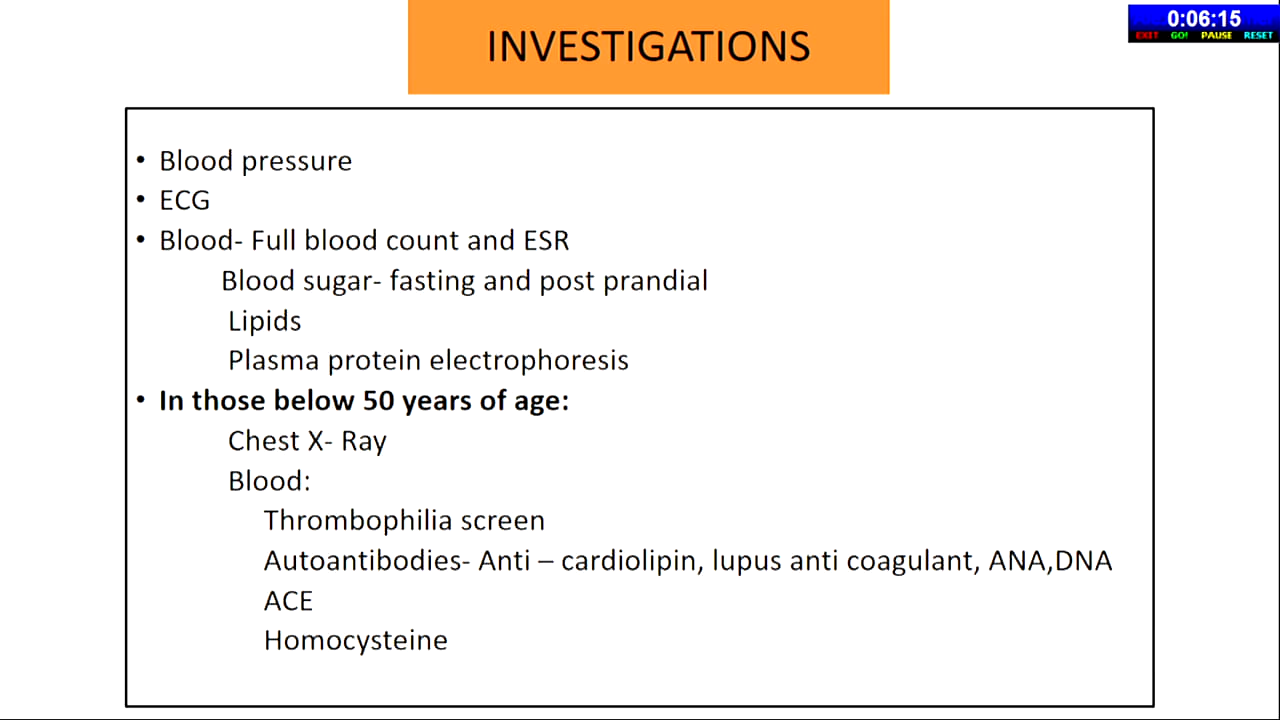 INVESTIGATIONS
0:06:15
EXIT GO! PAUSE RESET
• Blood pressure
• ECG
• Blood- Full blood count and ESR
Blood sugar- fasting and post prandial
Lipids
Plasma protein electrophoresis
• In those below 50 years of age:
Chest X- Ray
Blood:
Thrombophilia screen
Autoantibodies- Anti – cardiolipin, lupus anti coagulant, ANA,DNA
ACE
Homocysteine